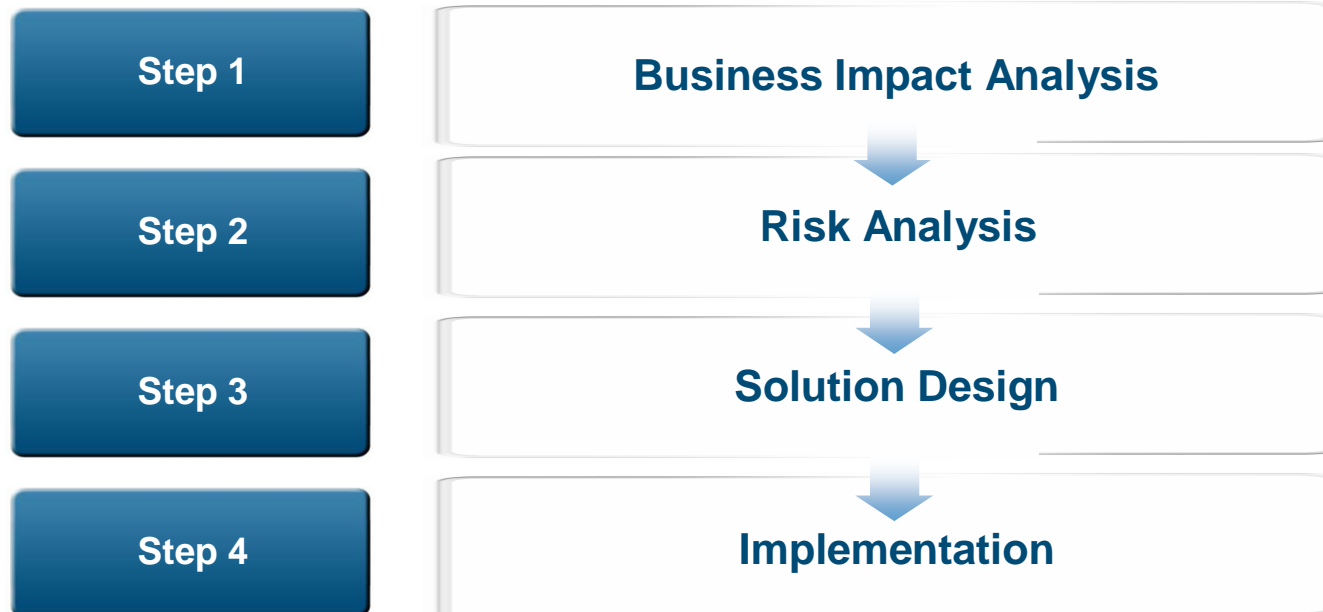 Step 1
Business Impact Analysis
Step 2
Risk Analysis
Step 3
Solution Design
Step 4
Implementation